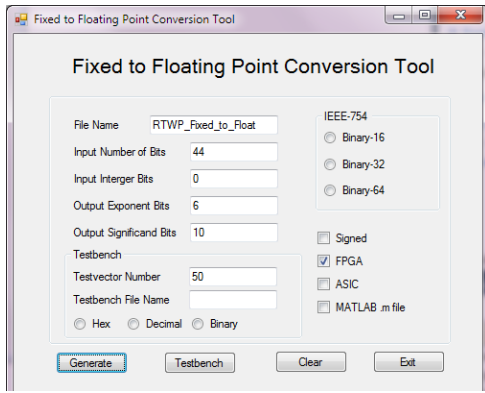 Fixed to Floating Point Conversion Tool
Fixed to Floating Point Conversion Tool
File Name RTWP_Fixed_to_Float
Input Number of Bits 44
Input Interger Bits 0
Output Exponent Bits 6
Output Significand Bits 10
Testbench
Testvector Number 50
Testbench File Name
Hex Decimal Binary
IEEE-754
Binary-16
Binary-32
Binary-64
Signed
FPGA
ASIC
MATLAB .m file
Generate Testbench Clear Exit